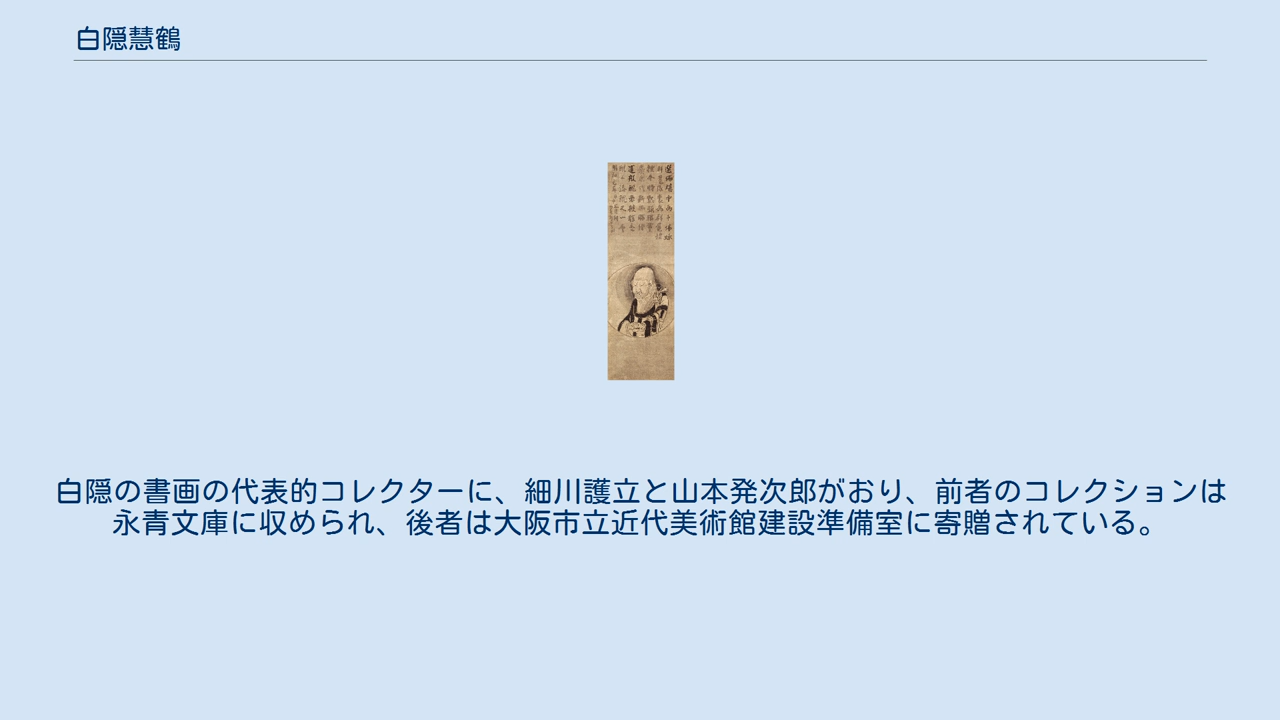 白隠慧鶴
白隠の書画の代表的コレクターに、細川護立と山本発次郎がおり、前者のコレクションは
永青文庫に収められ、後者は大阪市立近代美術館建設準備室に寄贈されている。